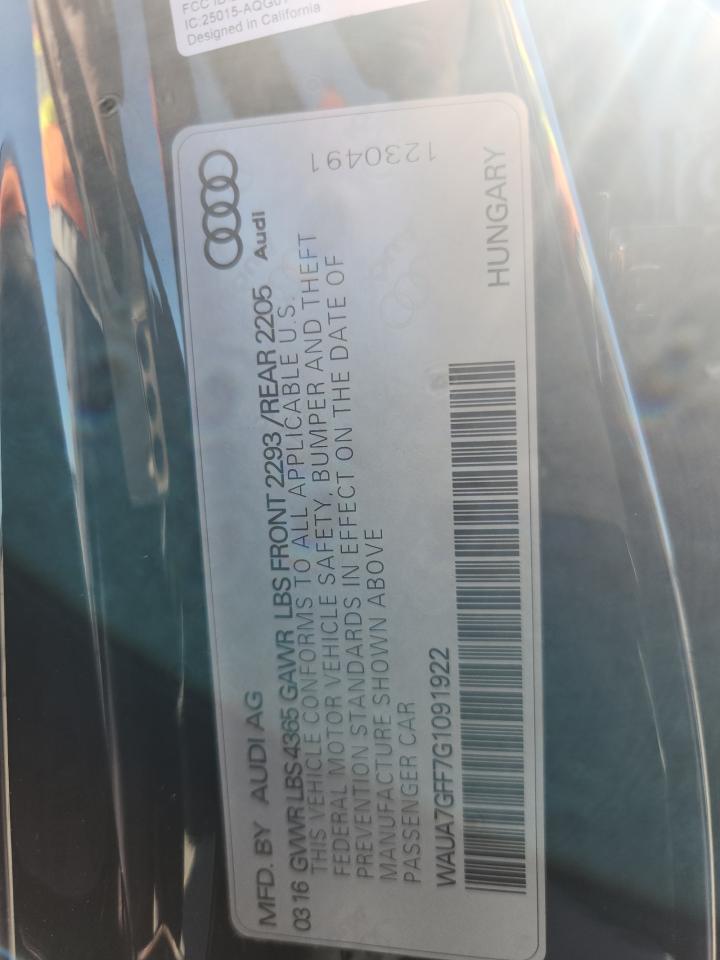 FCC ID
IC:25015-AQG01
Designed in California
Audi
1230491
MFD. BY AUDI AG
03 16 GVWR LBS 4365 GAWR LBS FRONT 2293 /REAR 2205
THIS VEHICLE CONFORMS TO ALL APPLICABLE U.S.
FEDERAL MOTOR VEHICLE SAFETY, BUMPER AND THEFT
PREVENTION STANDARDS IN EFFECT ON THE DATE OF
MANUFACTURE SHOWN ABOVE
PASSENGER CAR
HUNGARY
WAUA7GFF7G1091922